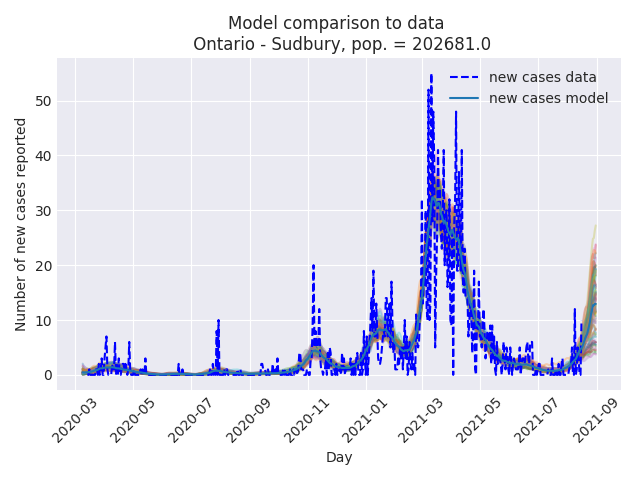 Model comparison to data
Ontario - Sudbury, pop. = 202681.0
new cases data
new cases model
Number of new cases reported
50
40
30
20
10
0
2020-03
2020-05
2020-07
2020-09
2020-11
2021-01
2021-03
2021-05
2021-07
2021-09
Day